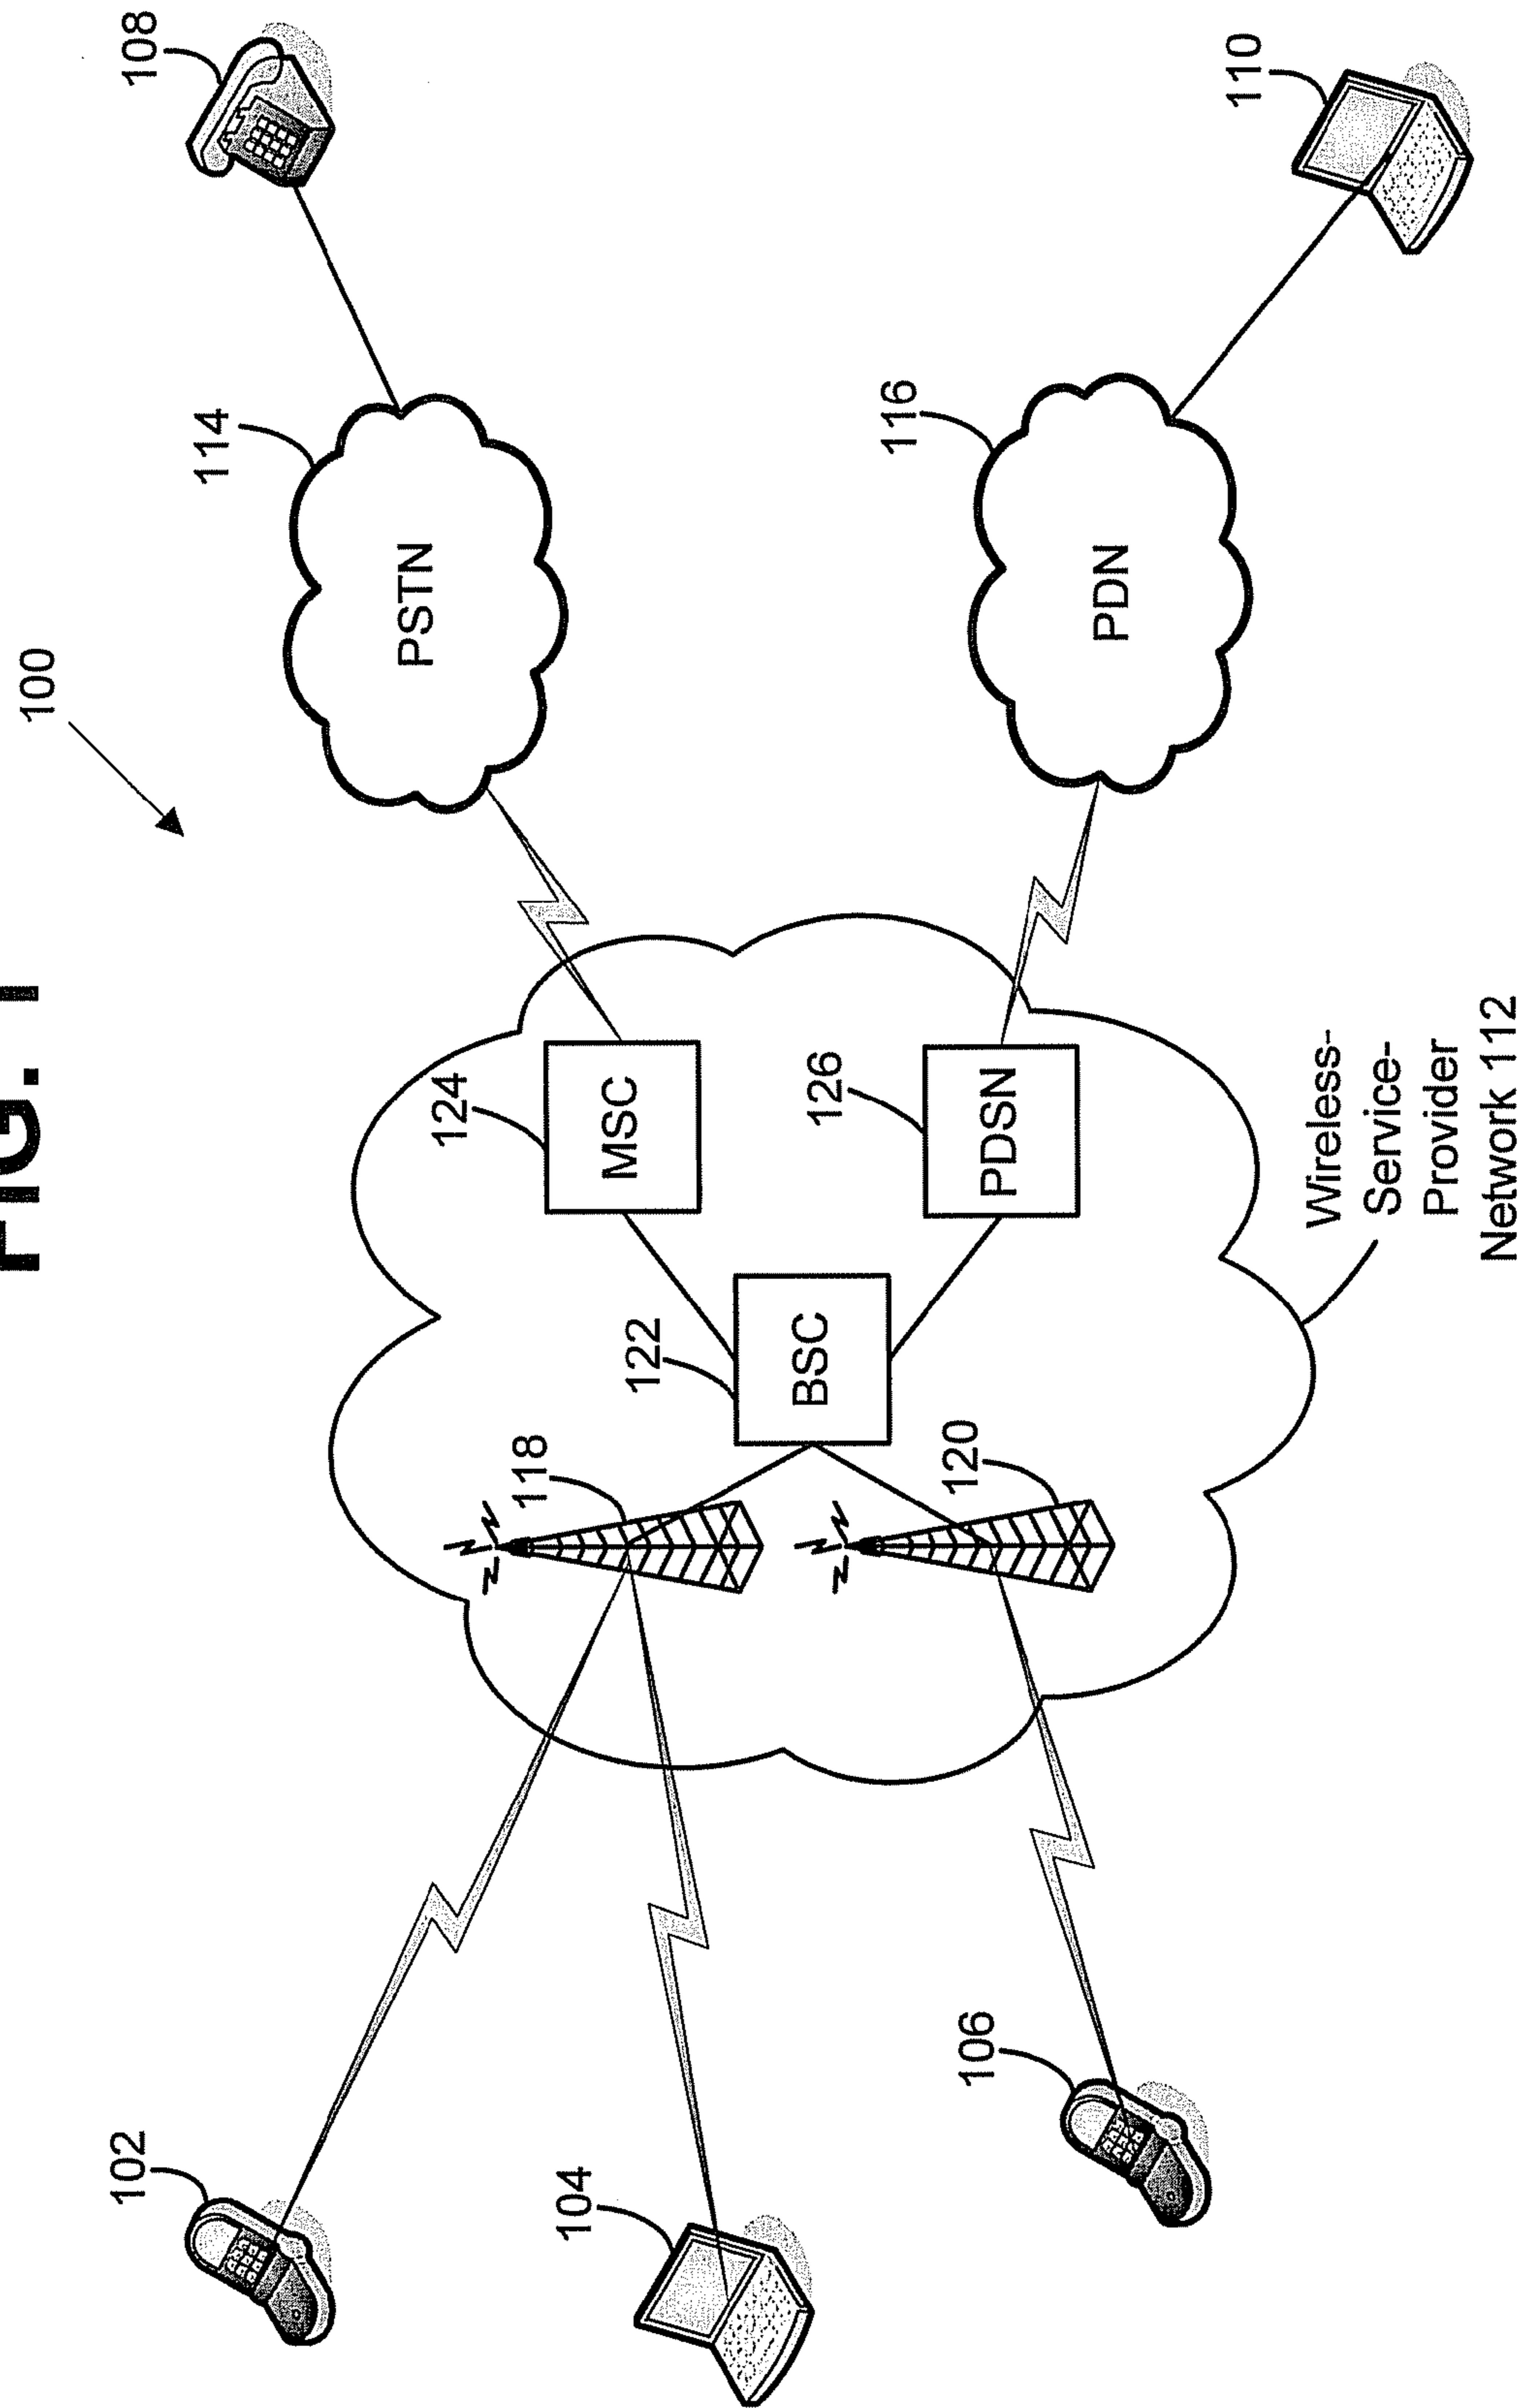 FIG. 1
100
102
104
106
108
110
114
PSTN
116
PDN
118
120
122
BSC
124
MSC
126
PDSN
Wireless-
Service-
Provider
Network 112